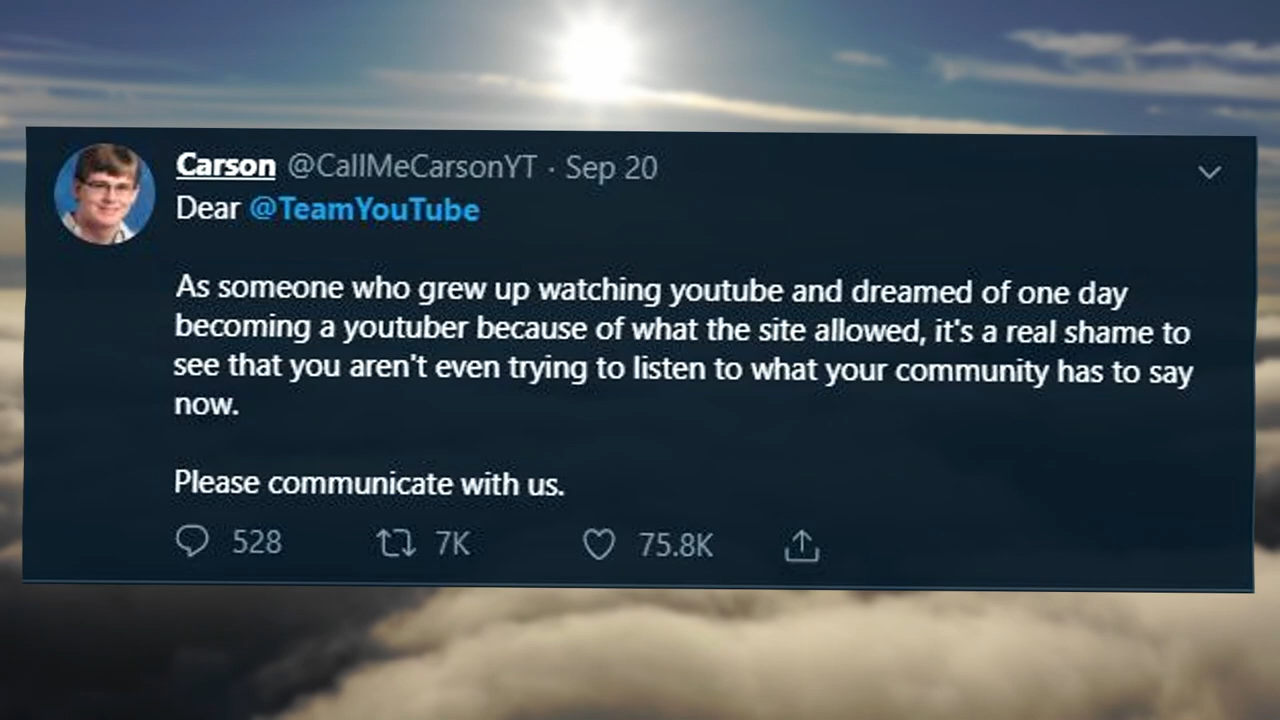 Carson @CallMeCarsonYT · Sep 20
Dear @TeamYouTube
As someone who grew up watching youtube and dreamed of one day
becoming a youtuber because of what the site allowed, it's a real shame to
see that you aren't even trying to listen to what your community has to say
now.
Please communicate with us.
528 7K 75.8K